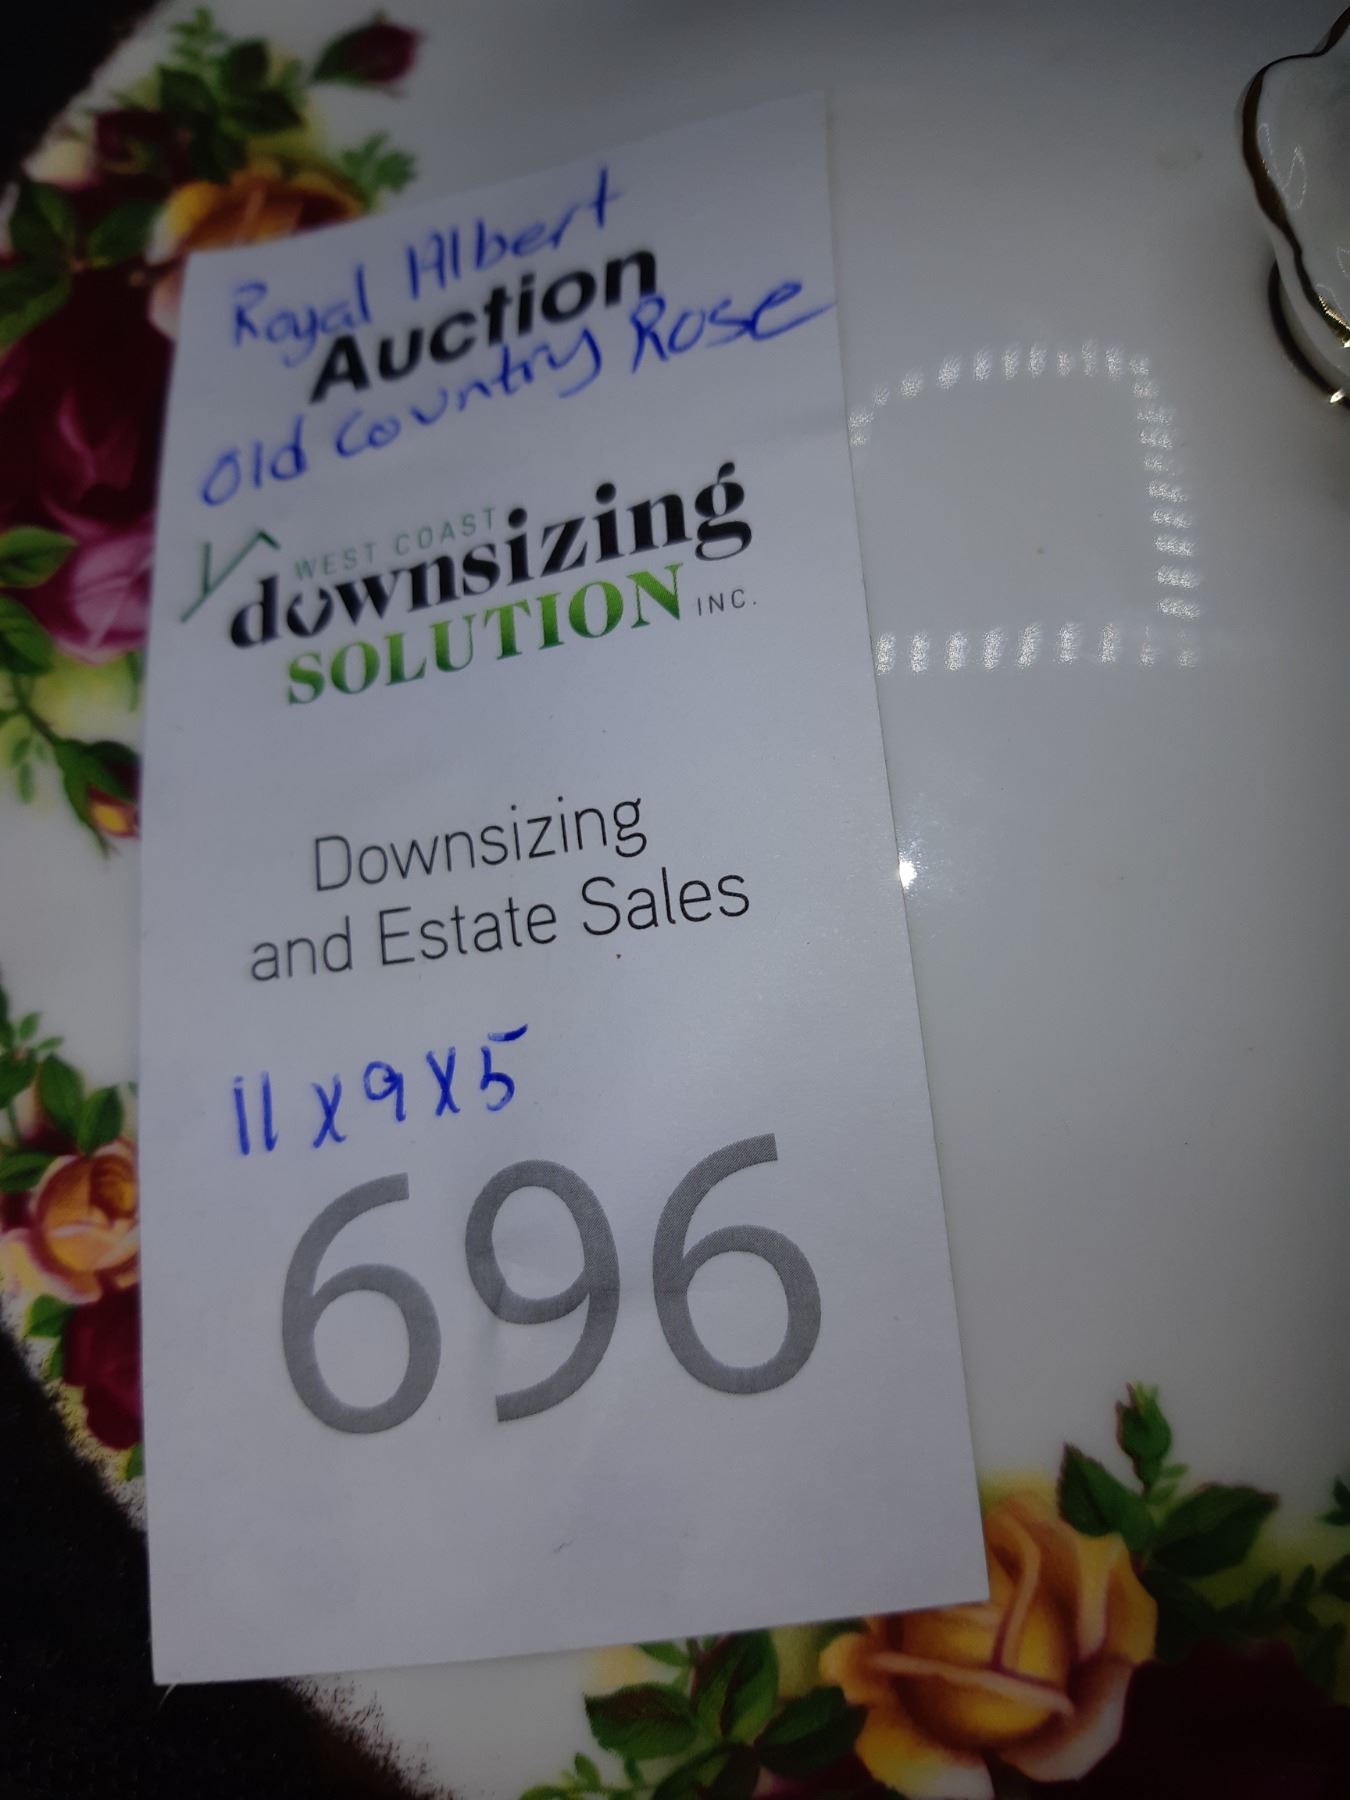 Royal Albert
Auction
Old Country Rose
WEST COAST
downsizing
SOLUTION INC.
Downsizing
and Estate Sales
11 x 9 x 5
696